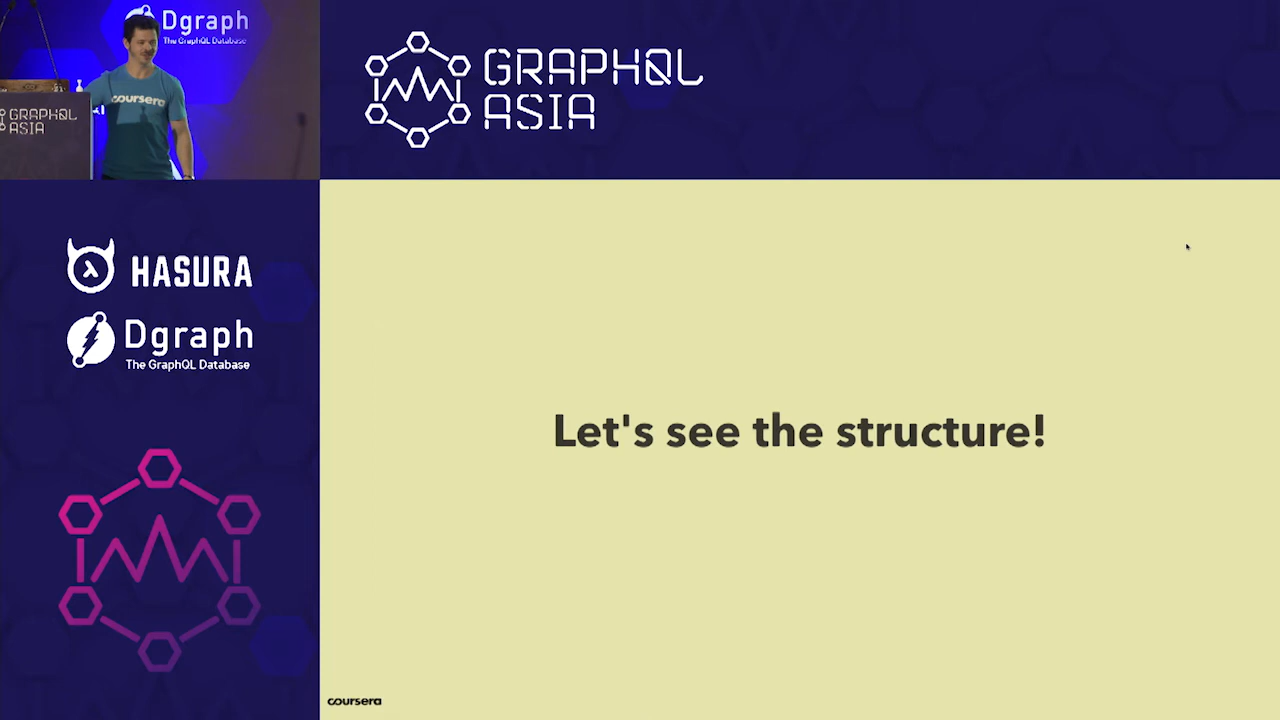 Dgraph
The GraphQL Database
coursera
GRAPHQL
ASIA
GRAPHQL
ASIA
HASURA
Dgraph
The GraphQL Database
Let's see the structure!
coursera